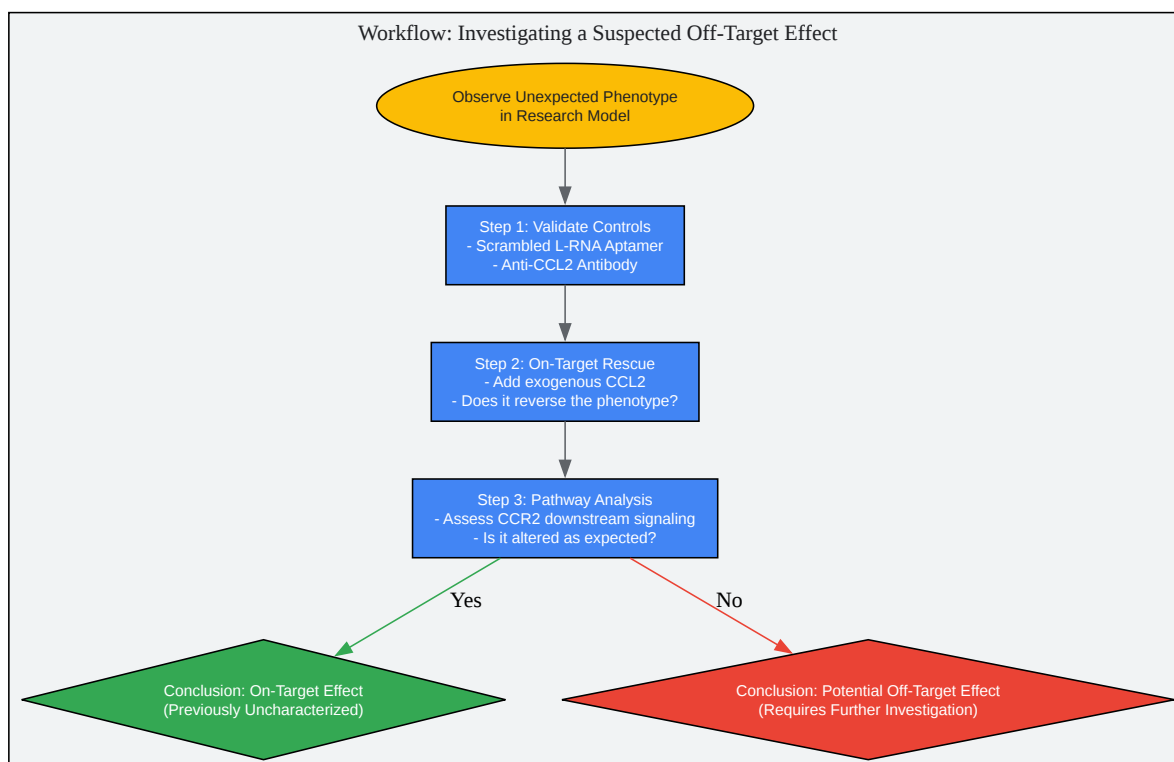 Workflow: Investigating a Suspected Off-Target Effect
Observe Unexpected Phenotype
in Research Model
Step 1: Validate Controls
- Scrambled L-RNA Aptamer
- Anti-CCL2 Antibody
Step 2: On-Target Rescue
- Add exogenous CCL2
- Does it reverse the phenotype?
Step 3: Pathway Analysis
- Assess CCR2 downstream signaling
- Is it altered as expected?
Yes
No
Conclusion: On-Target Effect
(Previously Uncharacterized)
Conclusion: Potential Off-Target Effect
(Requires Further Investigation)